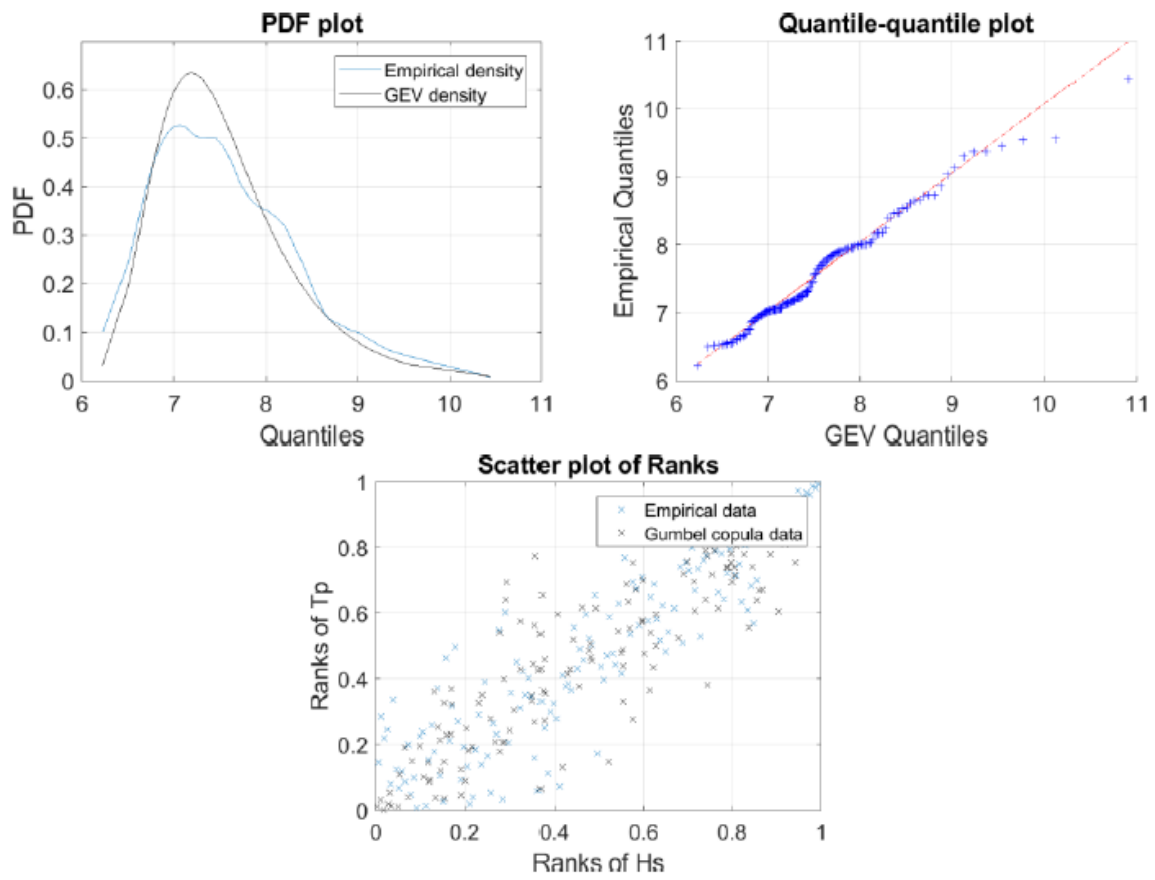 PDF plot
Empirical density
GEV density
0.6
0.5
0.4
0.3
0.2
0.1
0
PDF
6
7
8
9
10
11
Quantiles
Quantile-quantile plot
11
10
9
8
7
6
Empirical Quantiles
6
7
8
9
10
11
GEV Quantiles
Scatter plot of Ranks
Empirical data
Gumbel copula data
1
0.8
0.6
0.4
0.2
0
Ranks of Tp
0
0.2
0.4
0.6
0.8
1
Ranks of Hs